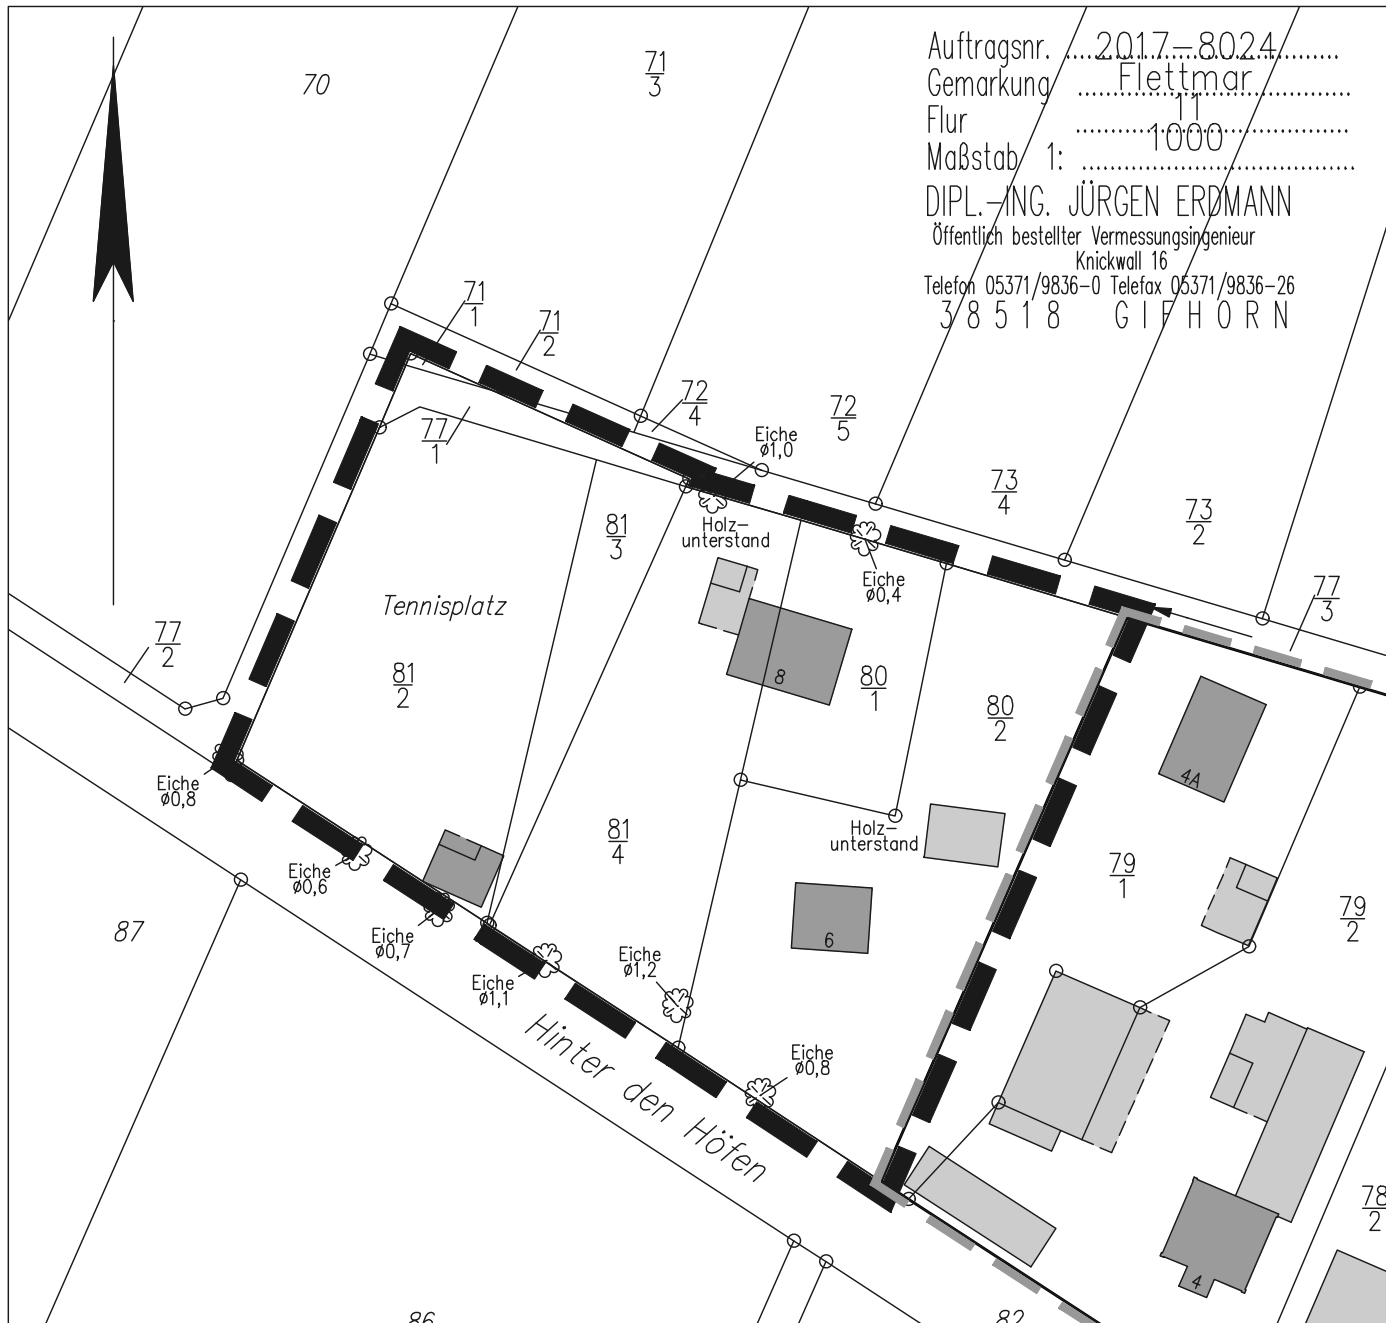 Auftragsnr. 2017-8024
Gemarkung Flettmar
Flur 11
Maßstab 1: 1000
DIPL.-ING. JÜRGEN ERDMANN
Öffentlich bestellter Vermessungsingenieur
Knickwall 16
Telefon 05371/9836-0 Telefax 05371/9836-26
38518 GIFHORN
70
71
3
71
1
71
2
72
4
72
5
77
1
Eiche
ø1,0
73
4
73
2
81
3
Holz-
unterstand
Eiche
ø0,4
77
3
Tennisplatz
77
2
81
2
8
80
1
80
2
4A
Eiche
ø0,8
81
4
Holz-
unterstand
Eiche
ø0,6
79
1
79
2
87
Eiche
ø0,7
6
Eiche
ø1,2
Eiche
ø1,1
Hinter den Höfen
Eiche
ø0,8
78
2
4
86
82